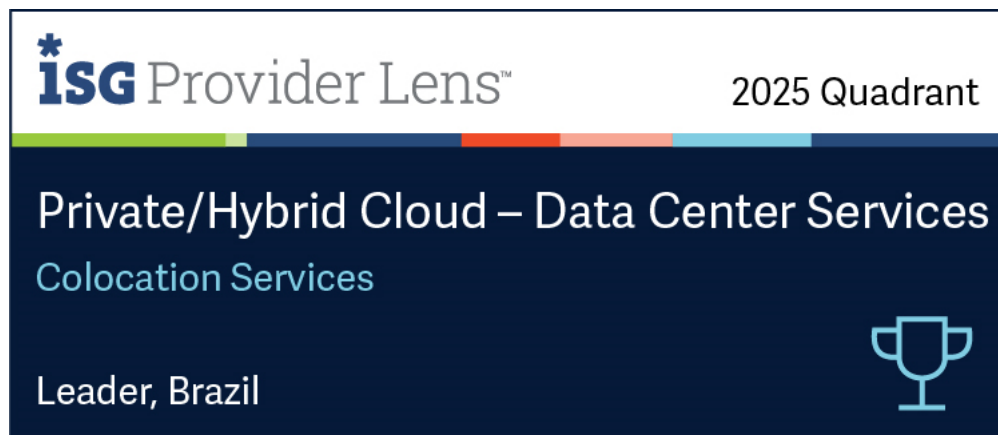 *ISG Provider Lens™
2025 Quadrant
Private/Hybrid Cloud – Data Center Services
Colocation Services
Leader, Brazil